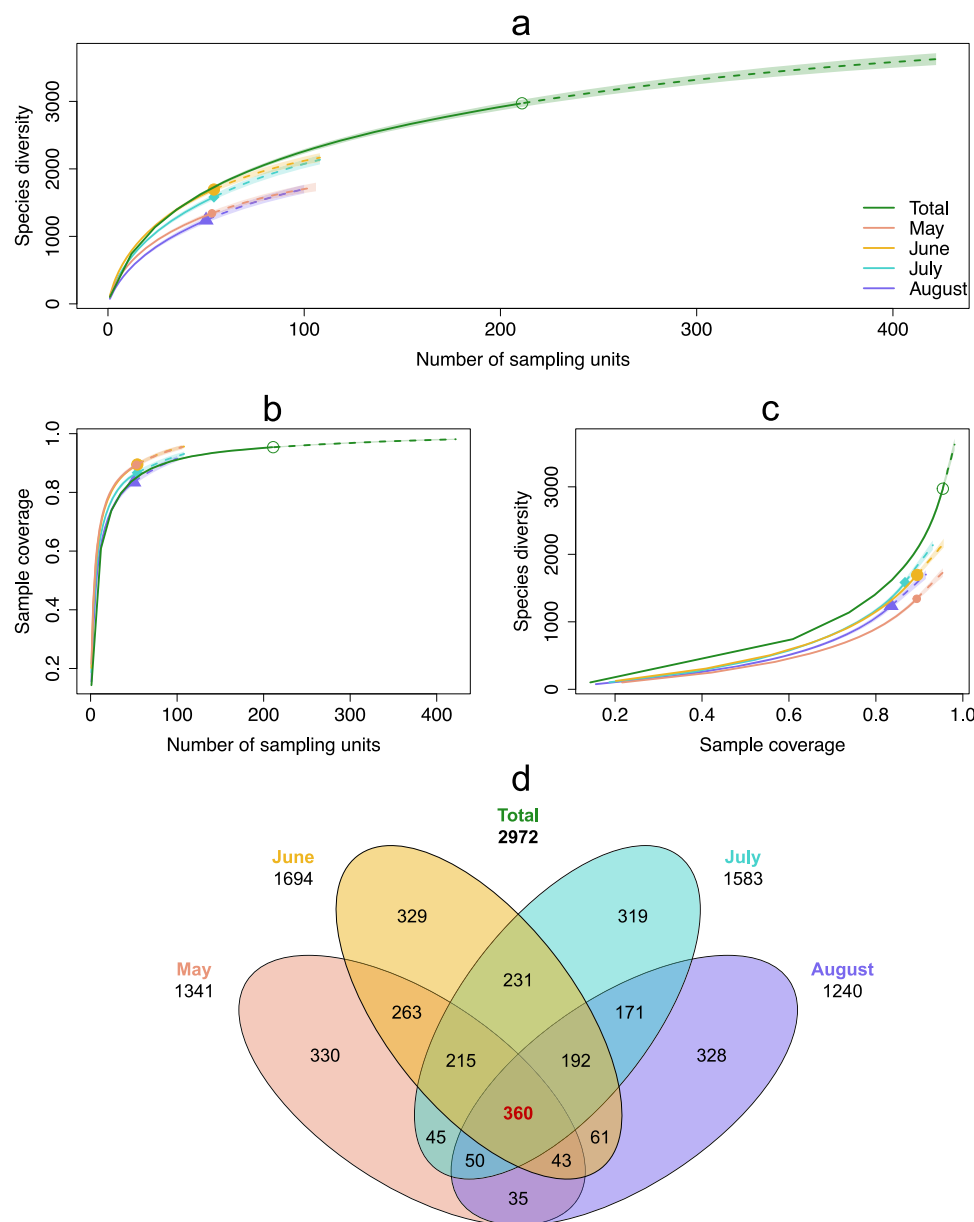 a
Species diversity
0 1000 2000 3000
Total
May
June
July
August
0 100 200 300 400
Number of sampling units
b
c
Sample coverage
0.2 0.4 0.6 0.8 1.0
0 100 200 300 400
Number of sampling units
Species diversity
0 1000 2000 3000
0.2 0.4 0.6 0.8 1.0
Sample coverage
d
Total
2972
June
1694
July
1583
May
1341
August
1240
329
319
231
263
171
330
215
192
328
360
45
61
50
43
35